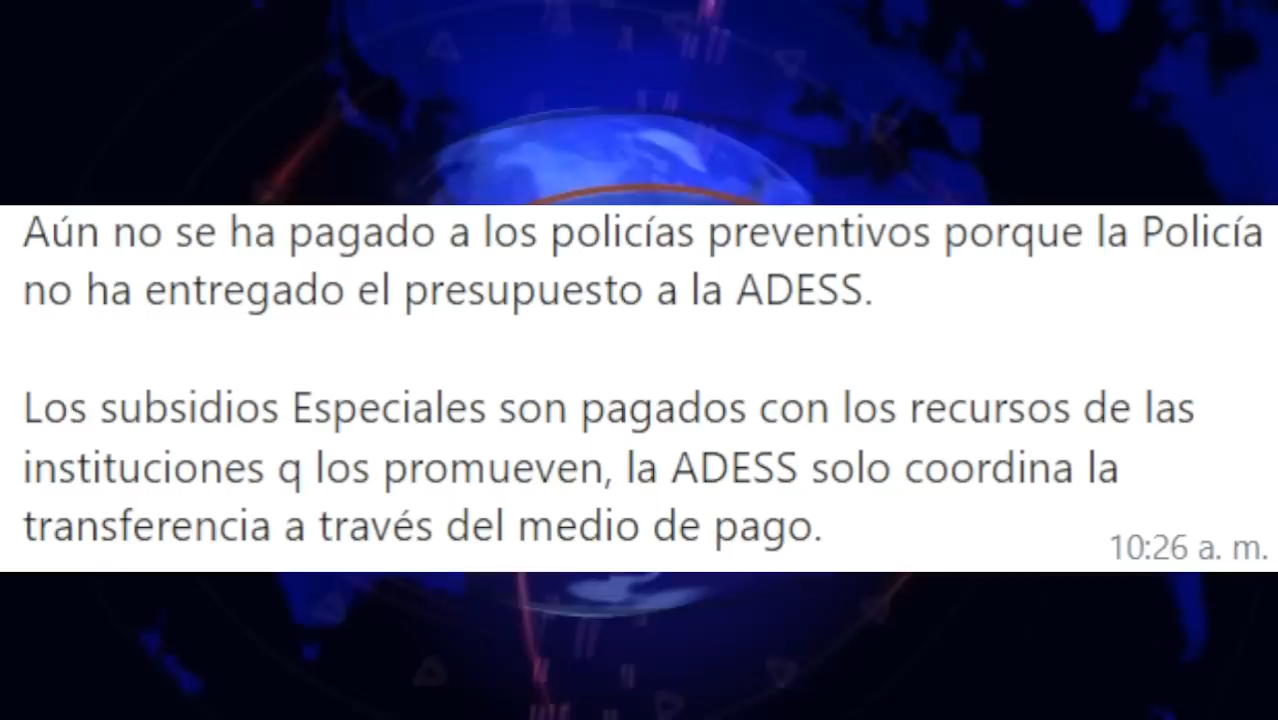 Aún no se ha pagado a los policías preventivos porque la Policía
no ha entregado el presupuesto a la ADESS.
Los subsidios Especiales son pagados con los recursos de las
instituciones q los promueven, la ADESS solo coordina la
transferencia a través del medio de pago.
10:26 a. m.